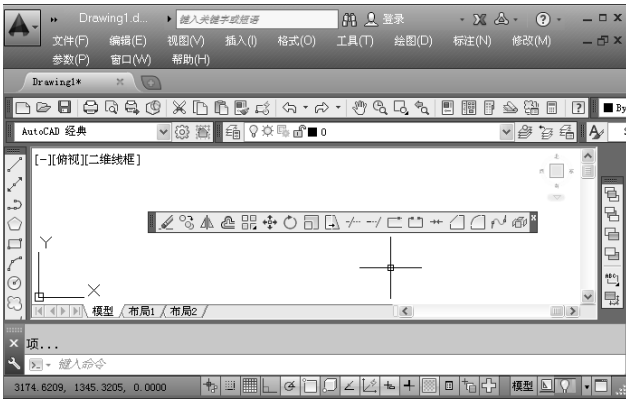 Drawing1.d...
键入关键字或短语
登录
文件(F) 编辑(E) 视图(V) 插入(I) 格式(O) 工具(T) 绘图(D) 标注(N) 修改(M)
参数(P) 窗口(W) 帮助(H)
Drawing1*
By
AutoCAD 经典
0
[-][俯视][二维线框]
Y
X
模型 布局1 布局2
项...
键入命令
3174.6209, 1345.3205, 0.0000
模型